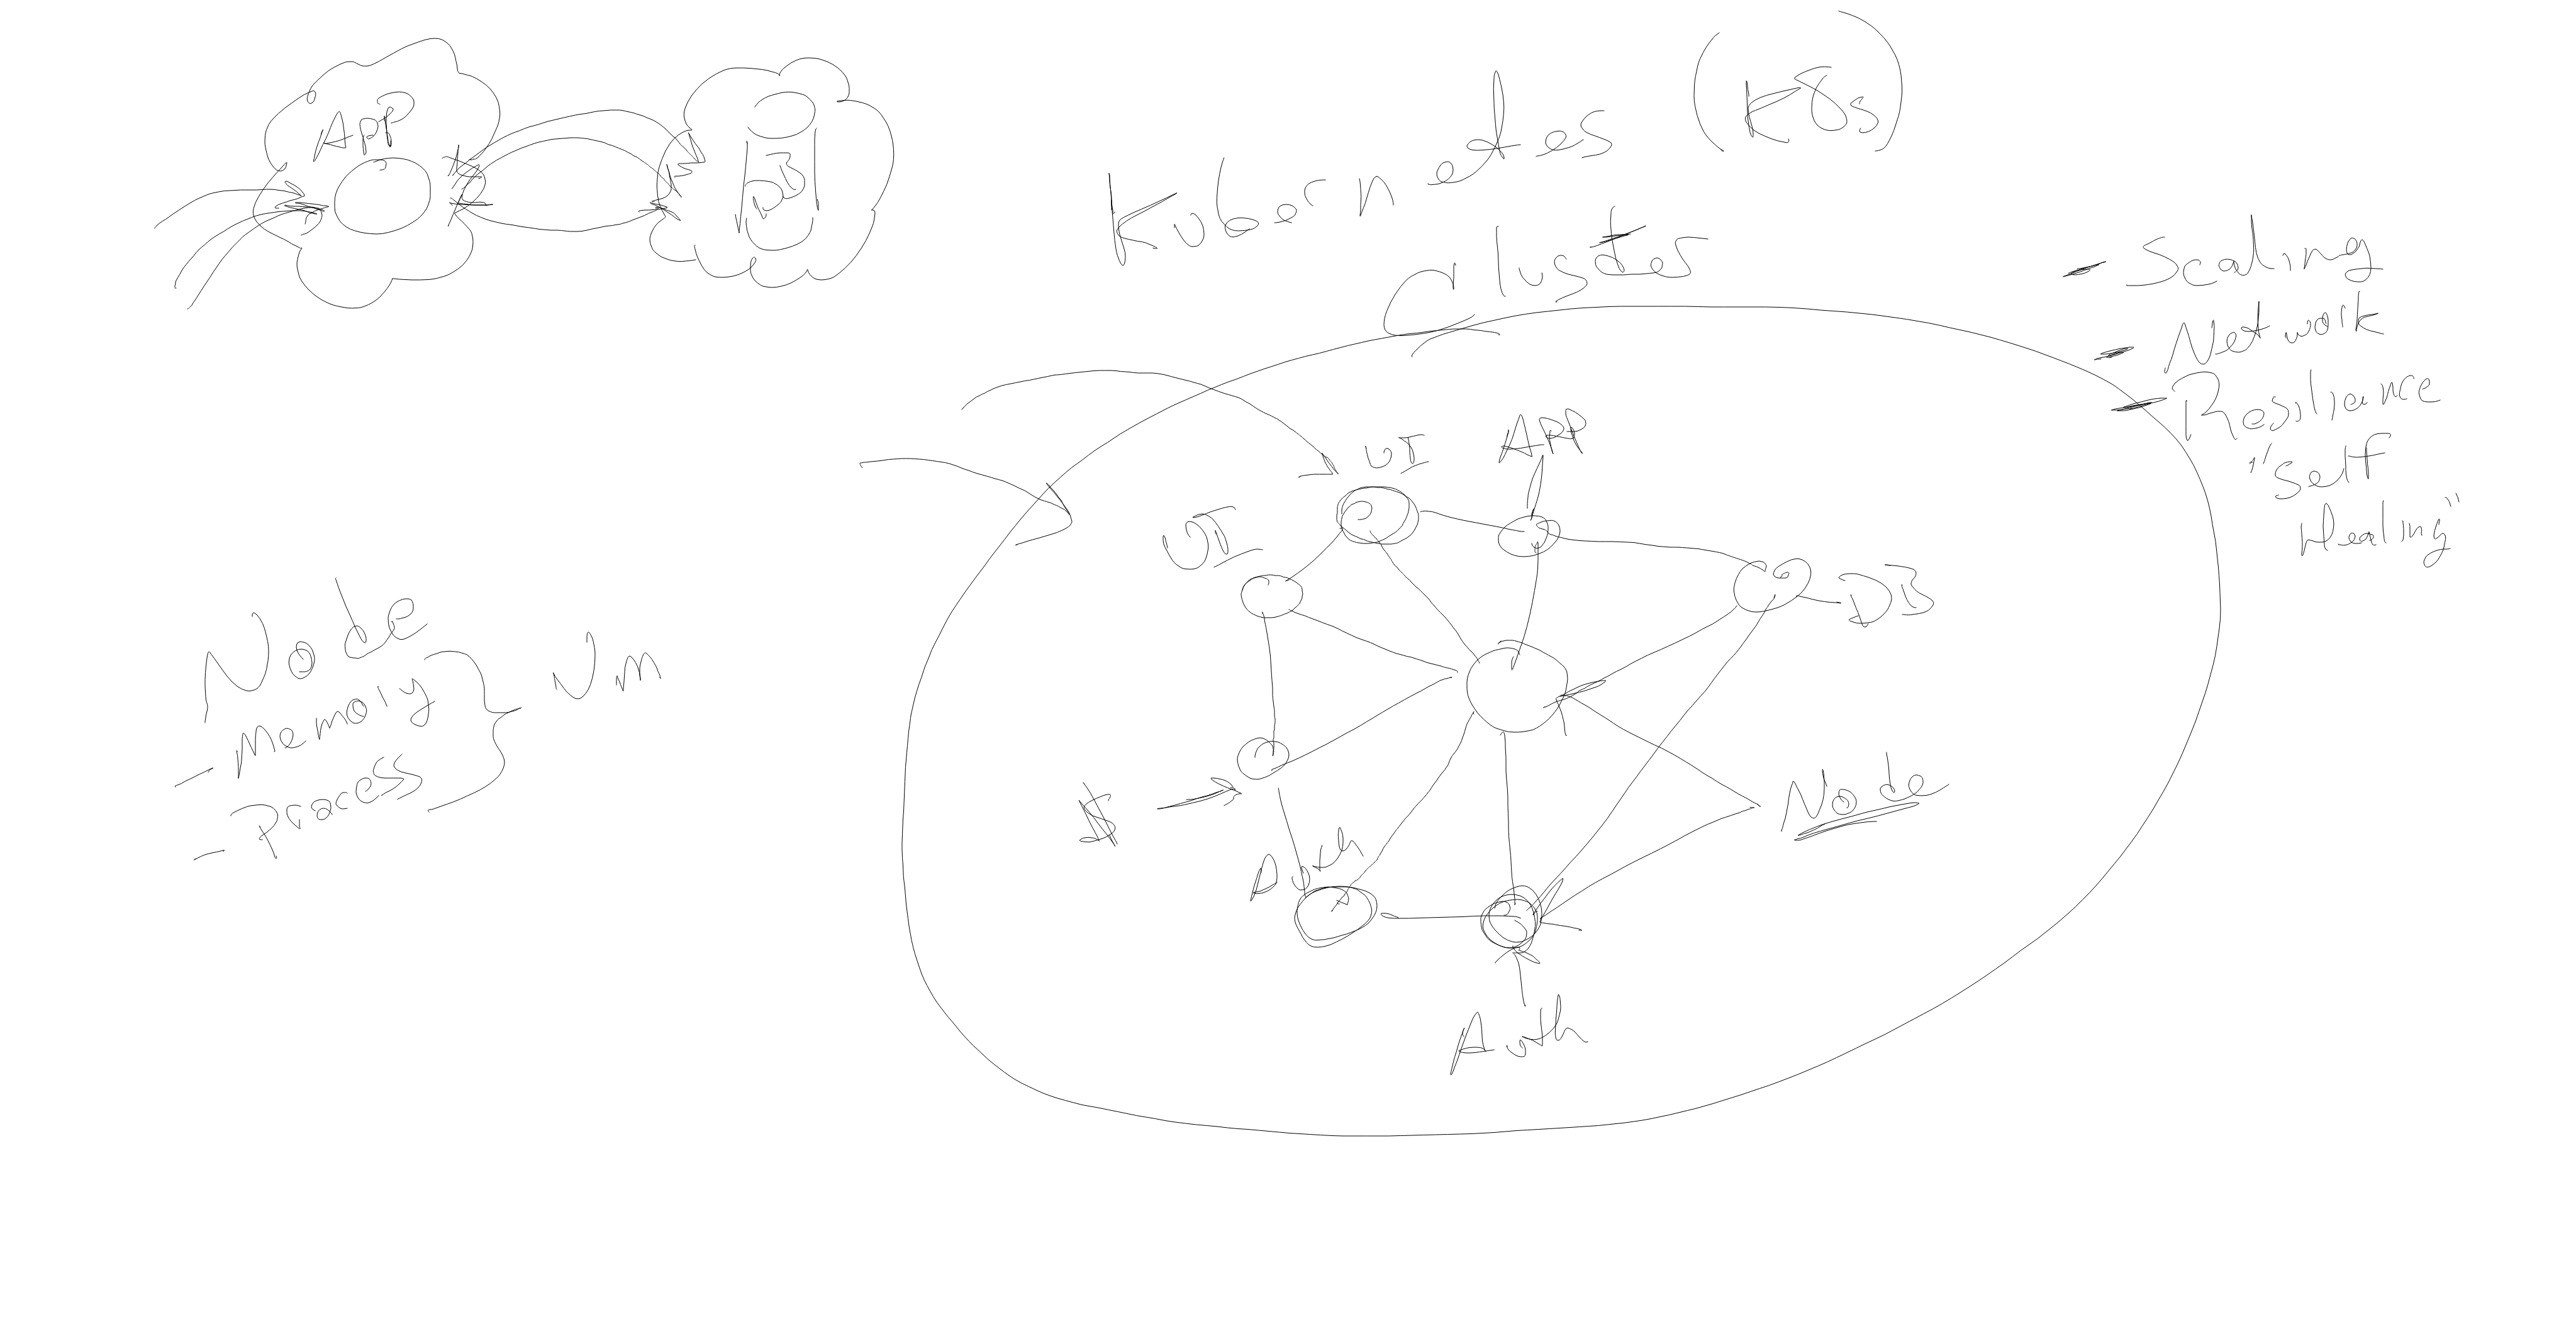 APP
DB
Kubernetes (K8s)
Cluster
- Scaling
- Network
- Resiliance
"Self
Healing"
UI
APP
UI
DB
Node
- Memory
- Process
Vm
$
Auth
Node
Auth